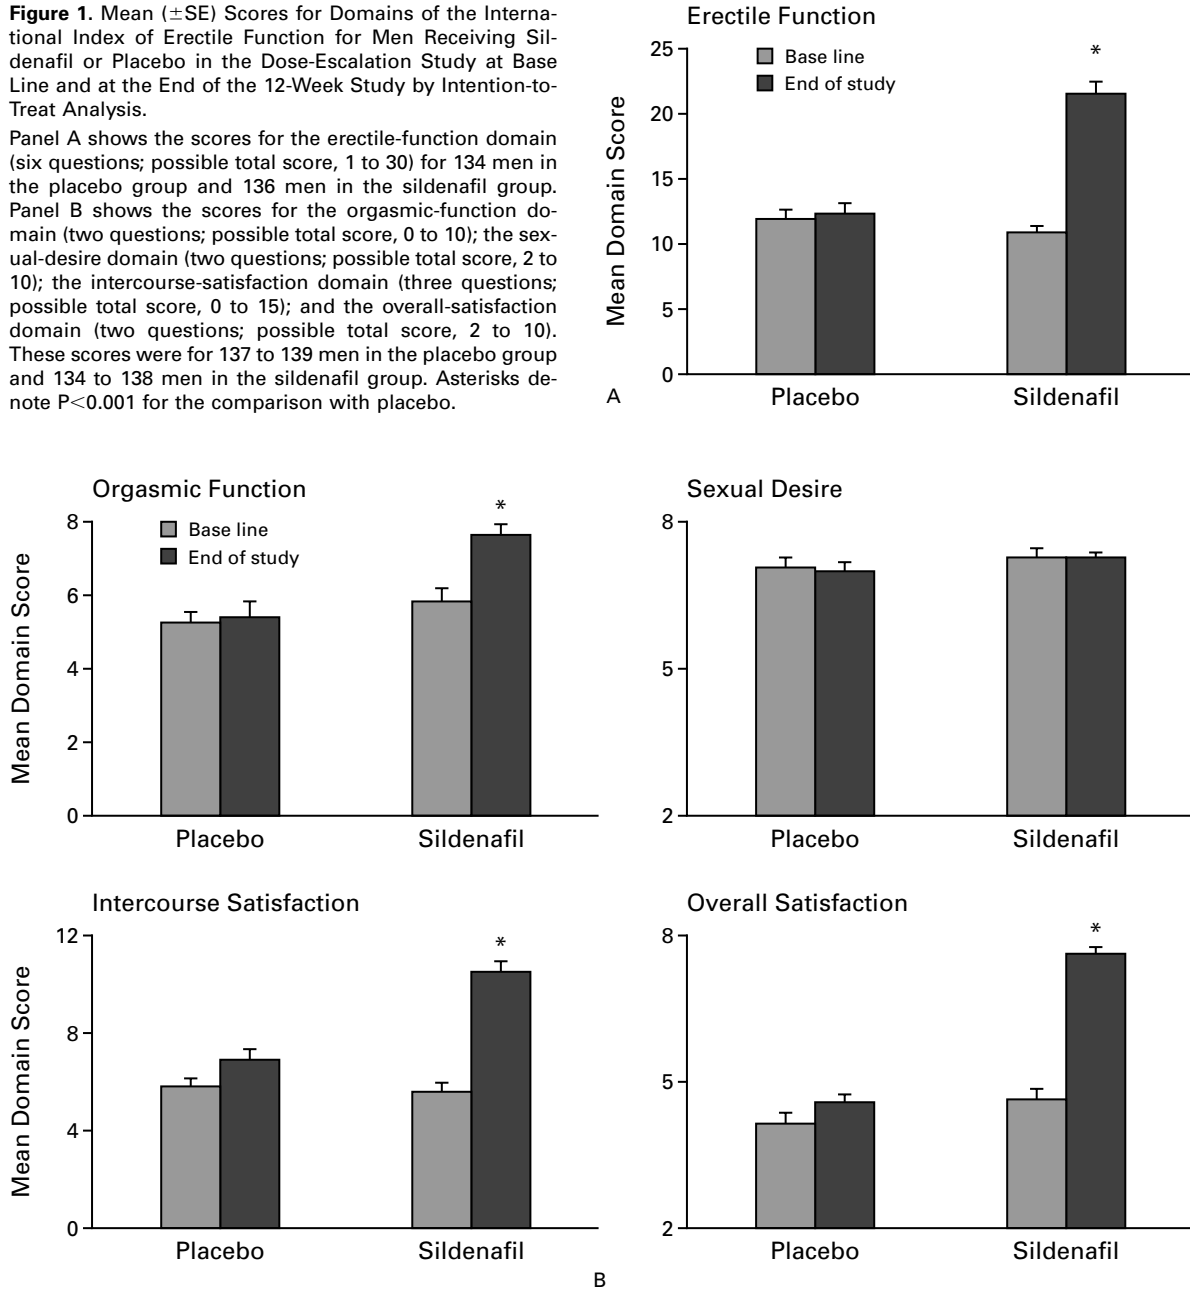 Figure 1. Mean (±SE) Scores for Domains of the Interna-
tional Index of Erectile Function for Men Receiving Sil-
denafil or Placebo in the Dose-Escalation Study at Base
Line and at the End of the 12-Week Study by Intention-to-
Treat Analysis.
Panel A shows the scores for the erectile-function domain
(six questions; possible total score, 1 to 30) for 134 men in
the placebo group and 136 men in the sildenafil group.
Panel B shows the scores for the orgasmic-function do-
main (two questions; possible total score, 0 to 10); the sex-
ual-desire domain (two questions; possible total score, 2 to
10); the intercourse-satisfaction domain (three questions;
possible total score, 0 to 15); and the overall-satisfaction
domain (two questions; possible total score, 2 to 10).
These scores were for 137 to 139 men in the placebo group
and 134 to 138 men in the sildenafil group. Asterisks de-
note P<0.001 for the comparison with placebo.
Erectile Function
Mean Domain Score
25
20
15
10
5
0
Base line
End of study
*
Placebo
Sildenafil
A
Orgasmic Function
Mean Domain Score
8
6
4
2
0
Base line
End of study
*
Placebo
Sildenafil
Sexual Desire
8
5
2
Placebo
Sildenafil
Intercourse Satisfaction
Mean Domain Score
12
8
4
0
*
Placebo
Sildenafil
Overall Satisfaction
8
5
2
*
Placebo
Sildenafil
B